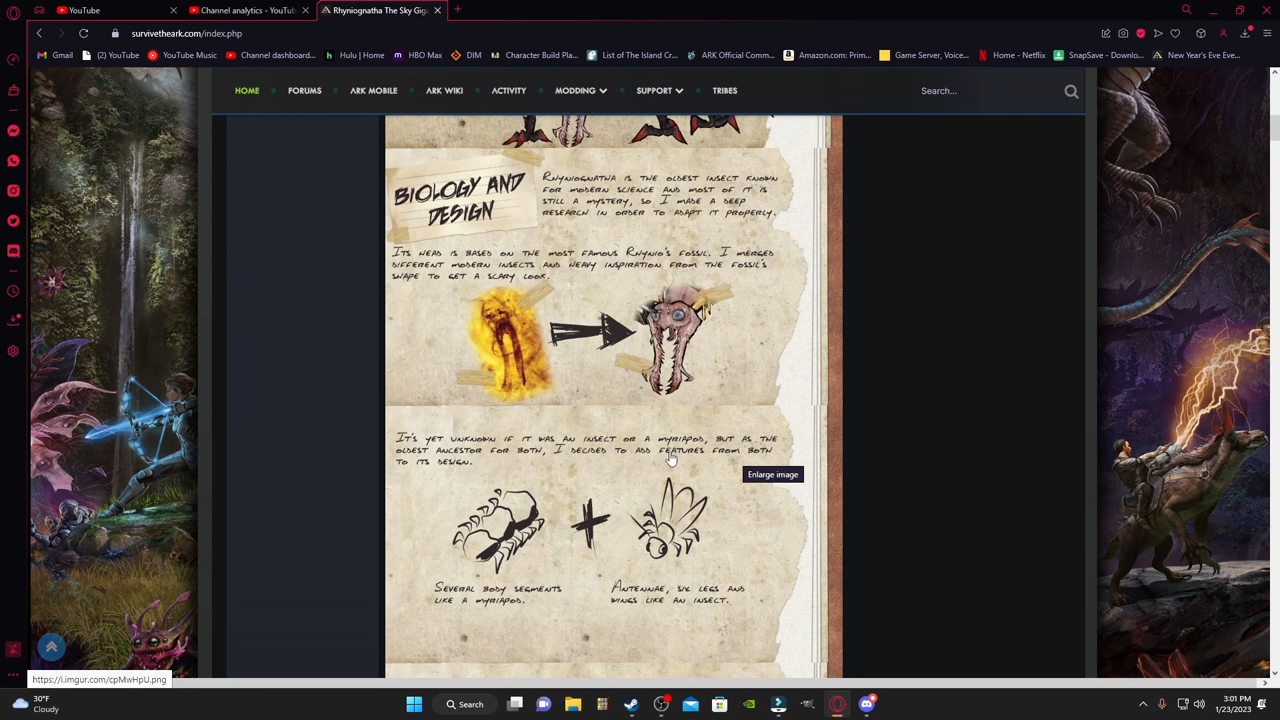 YouTube
Channel analytics - YouTub
Rhyniognatha The Sky Gig
survivetheark.com/index.php
Gmail
(2) YouTube
YouTube Music
Channel dashboard...
Hulu | Home
HBO Max
DIM
Character Build Pla...
List of The Island Cr...
ARK Official Comm...
Amazon.com: Prim...
Game Server, Voice...
Home - Netflix
SnapSave - Downlo...
New Year's Eve Eve...
HOME
FORUMS
ARK MOBILE
ARK WIKI
ACTIVITY
MODDING
SUPPORT
TRIBES
Search...
BIOLOGY AND
DESIGN
Rhyniognatha is the oldest insect known
for modern science and most of it is
still a mystery, so I made a deep
research in order to adapt it properly.
Its head is based on the most famous Rhynio's fossil. I merged
different modern insects and heavy inspiration from the fossil's
shape to get a scary look.
It's yet unknown if it was an insect or a myriapod, but as the
oldest ancestor for both, I decided to add features from both
to its design.
Enlarge image
Several body segments
like a myriapod.
Antennae, six legs and
wings like an insect.
https://i.imgur.com/cpMwHpU.png
30°F
Cloudy
Search
3:01 PM
1/23/2023